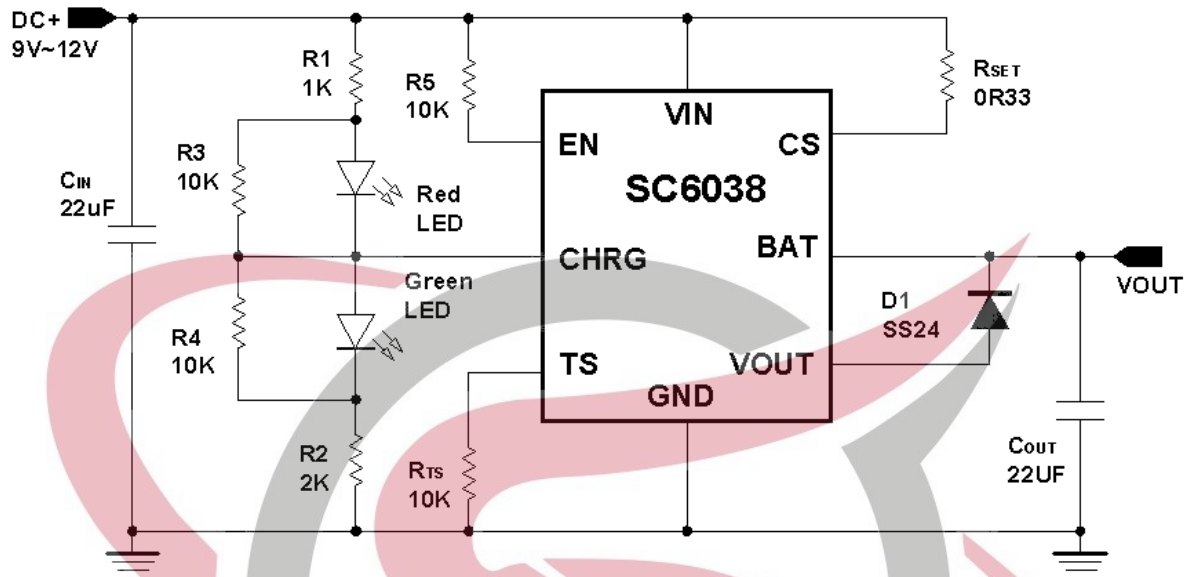 DC+
9V~12V
R1
1K
R5
10K
RSET
0R33
VIN
EN
CS
SC6038
R3
10K
CIN
22uF
Red
LED
CHRG
BAT
VOUT
Green
LED
R4
10K
D1
SS24
TS
VOUT
GND
R2
2K
RTS
10K
COUT
22UF